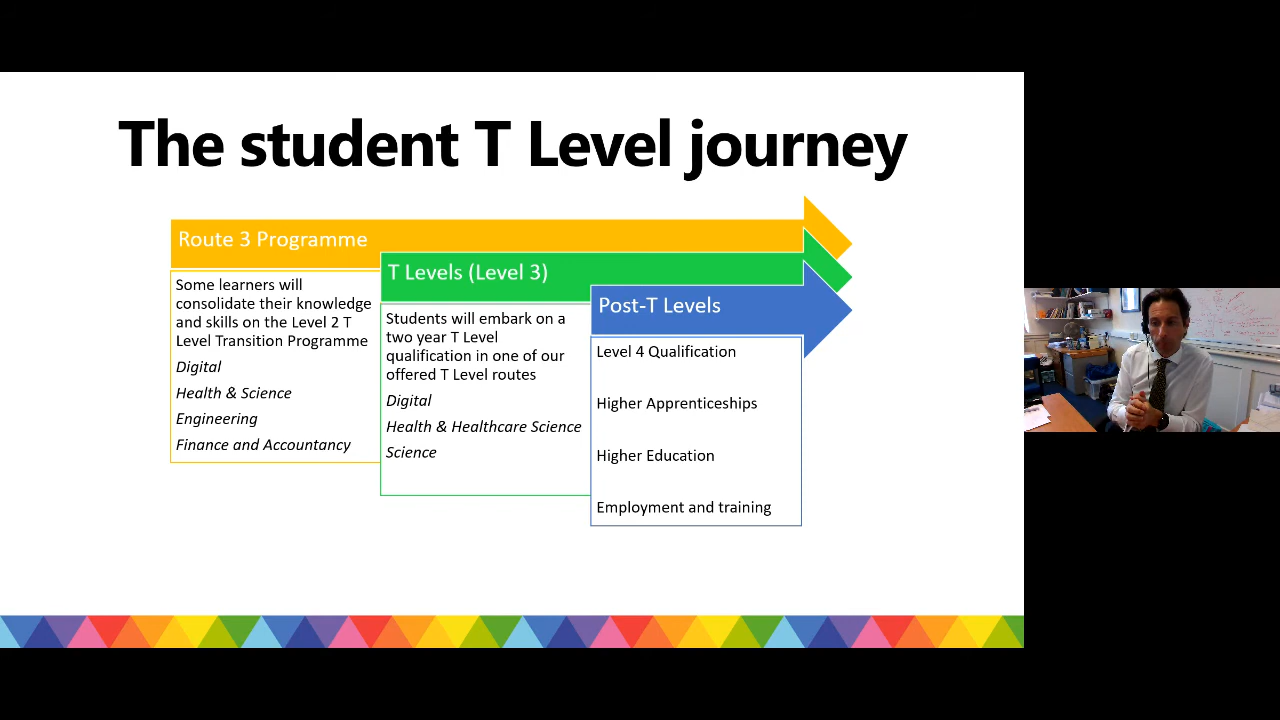 The student T Level journey
Route 3 Programme
Some learners will
consolidate their knowledge
and skills on the Level 2 T
Level Transition Programme
Digital
Health & Science
Engineering
Finance and Accountancy
T Levels (Level 3)
Students will embark on a
two year T Level
qualification in one of our
offered T Level routes
Digital
Health & Healthcare Science
Science
Post-T Levels
Level 4 Qualification
Higher Apprenticeships
Higher Education
Employment and training